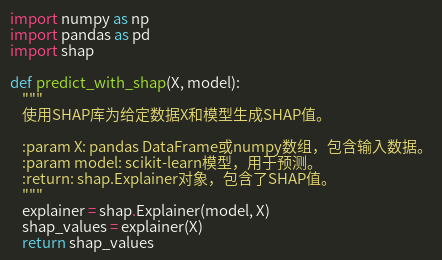 import numpy as np
import pandas as pd
import shap

def predict_with_shap(X, model):
    """
    使用SHAP库为给定数据X和模型生成SHAP值。

    :param X: pandas DataFrame或numpy数组，包含输入数据。
    :param model: scikit-learn模型，用于预测。
    :return: shap.Explainer对象，包含了SHAP值。
    """
    explainer = shap.Explainer(model, X)
    shap_values = explainer(X)
    return shap_values